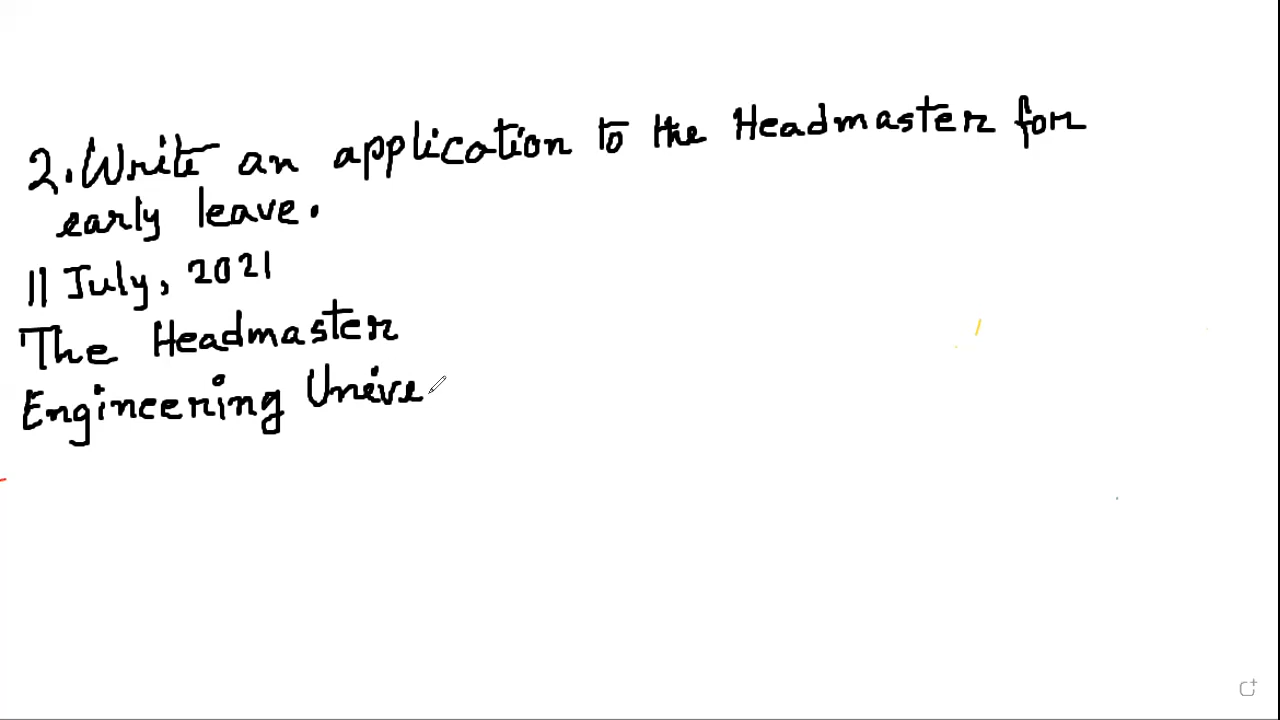 2. Write an application to the Headmaster for
early leave.
11 July, 2021
The Headmaster
Engineering Unive